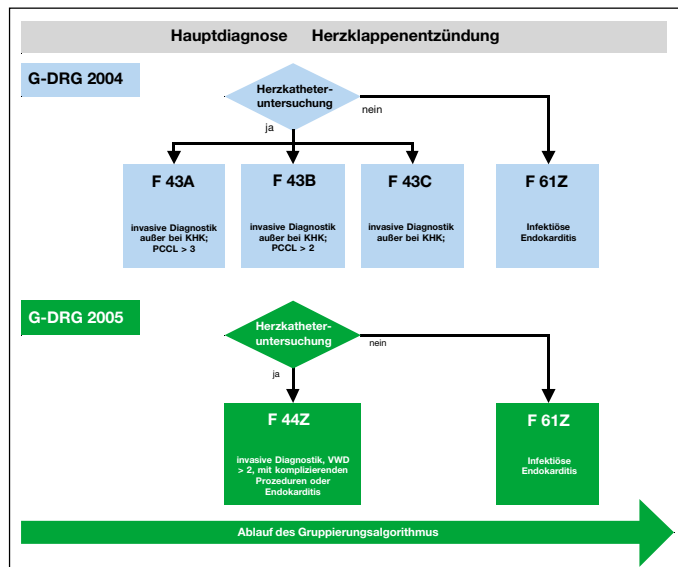 Hauptdiagnose Herzklappenentzündung
G-DRG 2004
Herzkatheter-
untersuchung
ja
nein
F 43A
invasive Diagnostik
außer bei KHK;
PCCL > 3
F 43B
invasive Diagnostik
außer bei KHK;
PCCL > 2
F 43C
invasive Diagnostik
außer bei KHK;
F 61Z
Infektiöse
Endokarditis
G-DRG 2005
Herzkatheter-
untersuchung
ja
nein
F 44Z
invasive Diagnostik, VWD
> 2, mit komplizierenden
Prozeduren oder
Endokarditis
F 61Z
Infektiöse
Endokarditis
Ablauf des Gruppierungsalgorithmus